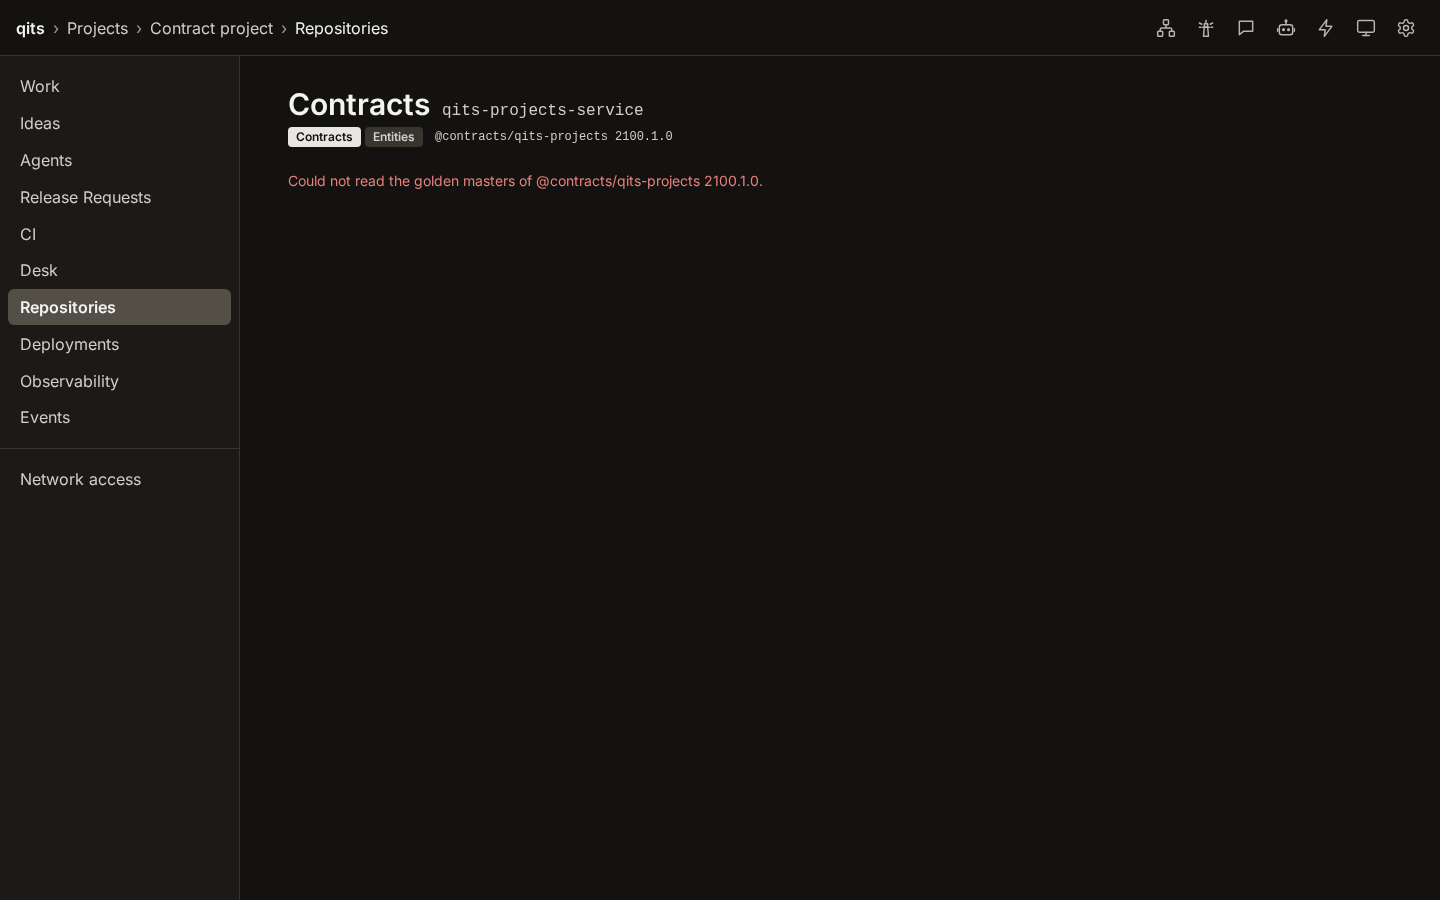 qits › Projects › Contract project › Repositories
Work
Ideas
Agents
Release Requests
CI
Desk
Repositories
Deployments
Observability
Events
Network access
Contracts qits-projects-service
Contracts Entities @contracts/qits-projects 2100.1.0
Could not read the golden masters of @contracts/qits-projects 2100.1.0.